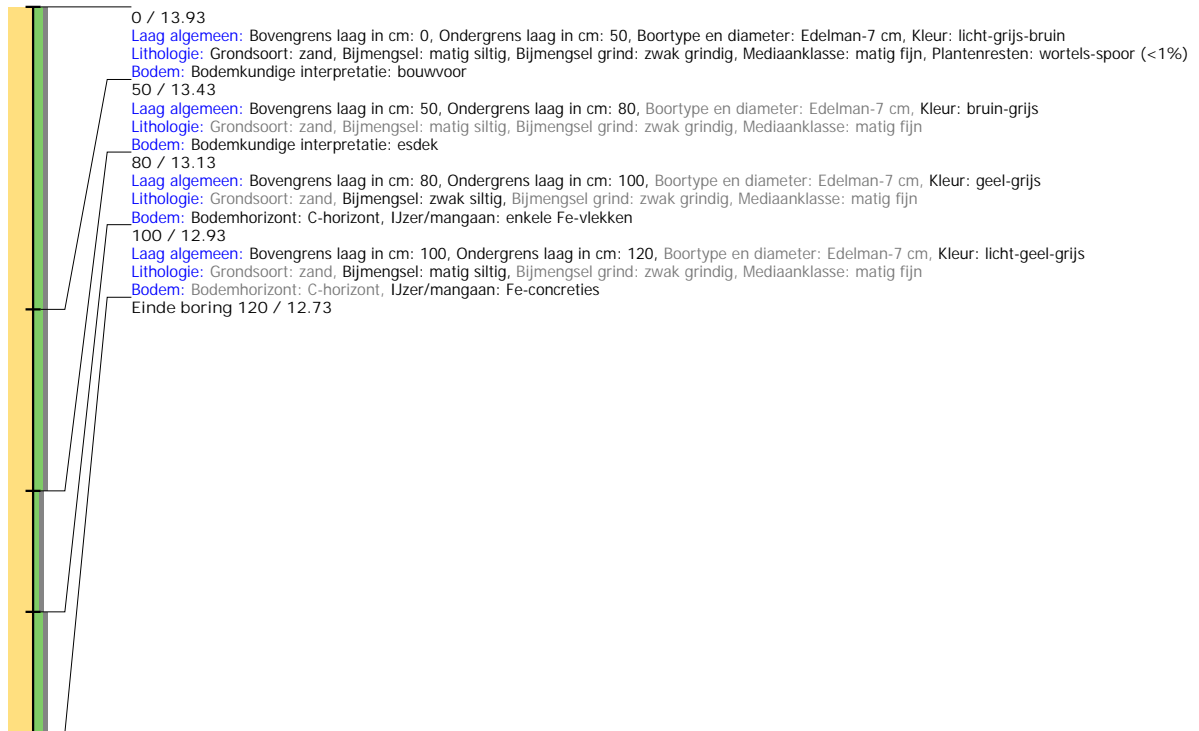 0 / 13.93
Laag algemeen: Bovengrens laag in cm: 0, Ondergrens laag in cm: 50, Boortype en diameter: Edelman-7 cm, Kleur: licht-grijs-bruin
Lithologie: Grondsoort: zand, Bijmengsel: matig siltig, Bijmengsel grind: zwak grindig, Mediaanklasse: matig fijn, Plantenresten: wortels-spoor (<1%)
Bodem: Bodemkundige interpretatie: bouwvoor
50 / 13.43
Laag algemeen: Bovengrens laag in cm: 50, Ondergrens laag in cm: 80, Boortype en diameter: Edelman-7 cm, Kleur: bruin-grijs
Lithologie: Grondsoort: zand, Bijmengsel: matig siltig, Bijmengsel grind: zwak grindig, Mediaanklasse: matig fijn
Bodem: Bodemkundige interpretatie: esdek
80 / 13.13
Laag algemeen: Bovengrens laag in cm: 80, Ondergrens laag in cm: 100, Boortype en diameter: Edelman-7 cm, Kleur: geel-grijs
Lithologie: Grondsoort: zand, Bijmengsel: zwak siltig, Bijmengsel grind: zwak grindig, Mediaanklasse: matig fijn
Bodem: Bodemhorizont: C-horizont, IJzer/mangaan: enkele Fe-vlekken
100 / 12.93
Laag algemeen: Bovengrens laag in cm: 100, Ondergrens laag in cm: 120, Boortype en diameter: Edelman-7 cm, Kleur: licht-geel-grijs
Lithologie: Grondsoort: zand, Bijmengsel: matig siltig, Bijmengsel grind: zwak grindig, Mediaanklasse: matig fijn
Bodem: Bodemhorizont: C-horizont, IJzer/mangaan: Fe-concreties
Einde boring 120 / 12.73